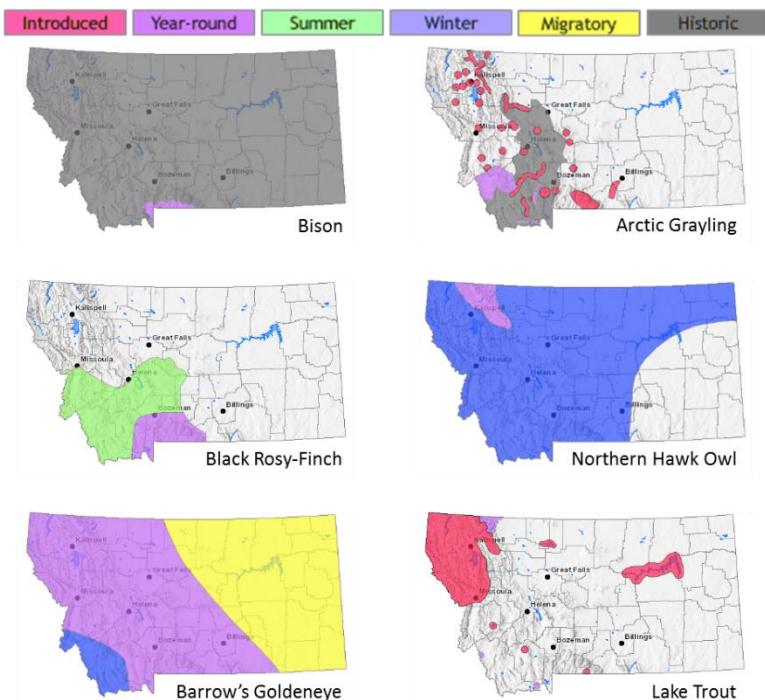 Introduced Year-round Summer Winter Migratory Historic
Kalispell
Great Falls
Missoula
Helena
Bozeman
Billings
Bison
Kalispell
Great Falls
Missoula
Helena
Bozeman
Billings
Arctic Grayling
Kalispell
Great Falls
Missoula
Helena
Bozeman
Billings
Black Rosy-Finch
Kalispell
Great Falls
Missoula
Helena
Bozeman
Billings
Northern Hawk Owl
Kalispell
Great Falls
Missoula
Helena
Bozeman
Billings
Barrow's Goldeneye
Kalispell
Great Falls
Missoula
Helena
Bozeman
Billings
Lake Trout